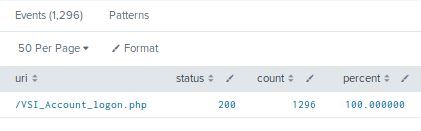 Events (1,296) Patterns
50 Per Page Format
uri status count percent
/VSI_Account_logon.php 200 1296 100.000000